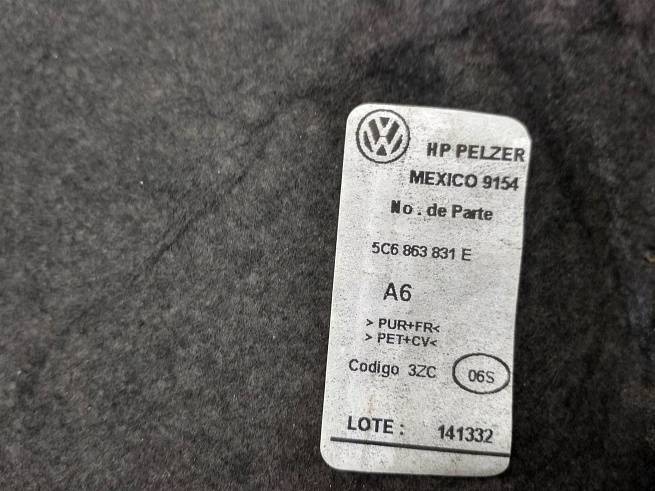 HP PELZER
MEXICO 9154
No. de Parte
5C6 863 831 E
A6
> PUR+FR<
> PET+CV<
Codigo 3ZC 06S
LOTE : 141332